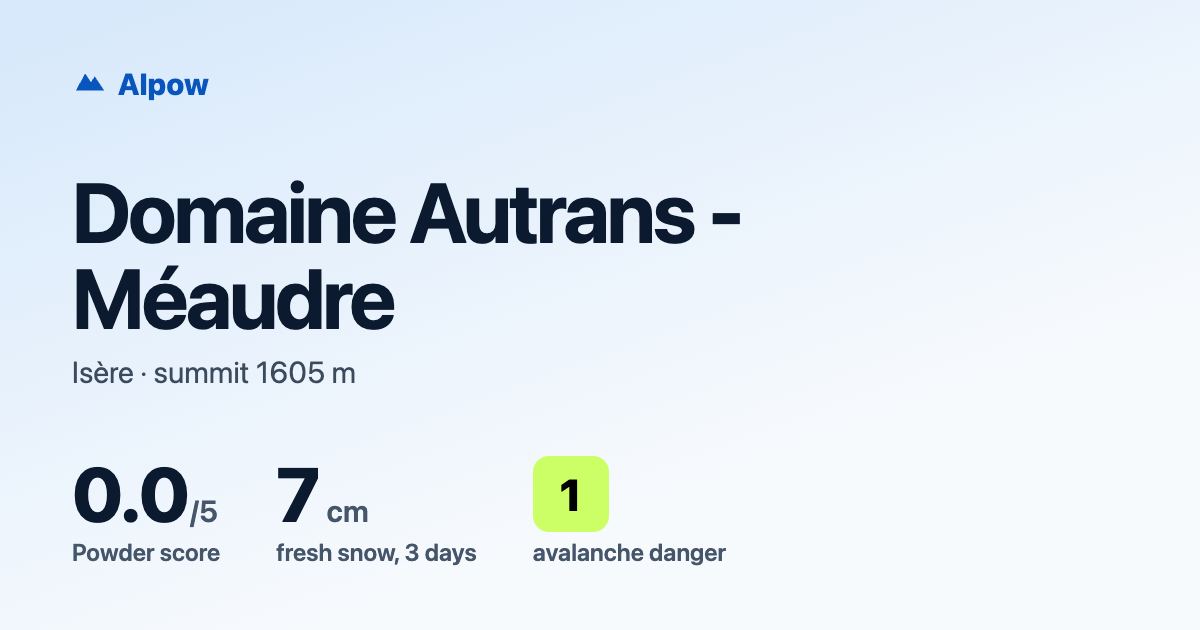 Alpow
Domaine Autrans -
Méaudre
Isère · summit 1605 m
0.0/5
7 cm
1
Powder score
fresh snow, 3 days
avalanche danger